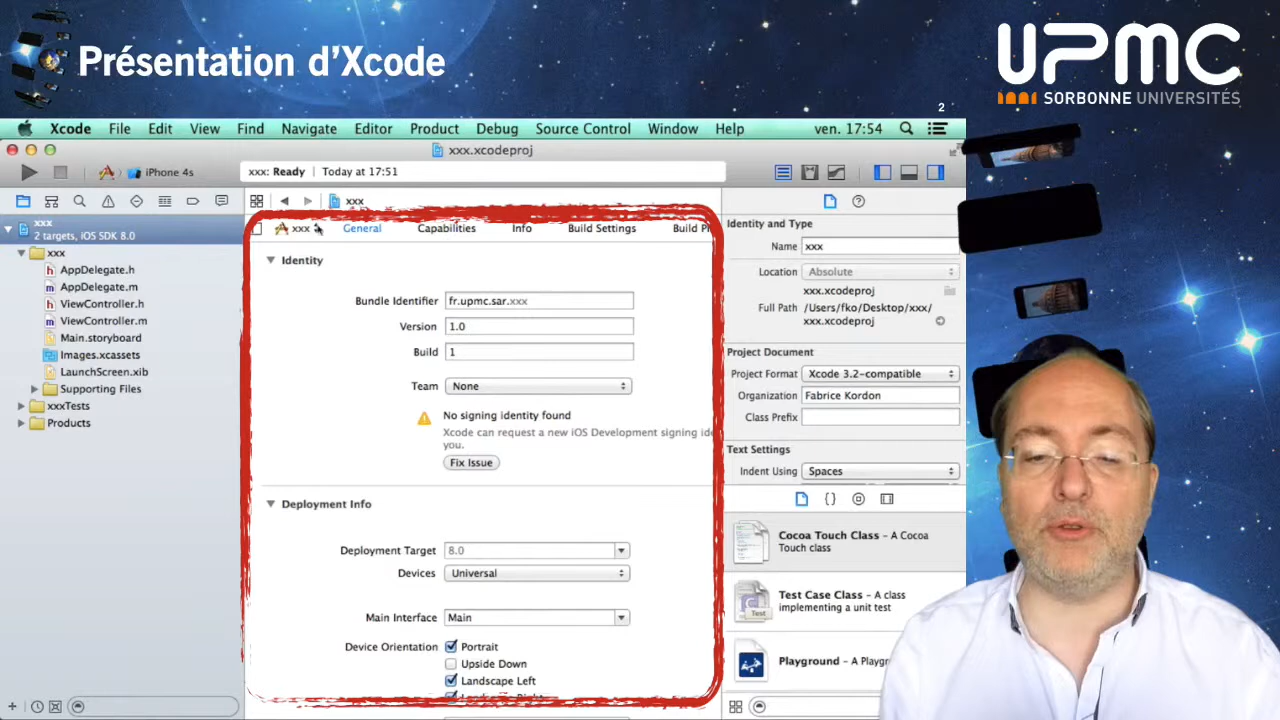 Présentation d'Xcode
UPMC
SORBONNE UNIVERSITÉS
2
Xcode File Edit View Find Navigate Editor Product Debug Source Control Window Help ven. 17:54
xxx.xcodeproj
iPhone 4s
xxx: Ready | Today at 17:51
xxx
xxx
2 targets, iOS SDK 8.0
xxx
AppDelegate.h
AppDelegate.m
ViewController.h
ViewController.m
Main.storyboard
Images.xcassets
LaunchScreen.xib
Supporting Files
xxxTests
Products
xxx General Capabilities Info Build Settings Build
Identity
Bundle Identifier fr.upmc.sar.xxx
Version 1.0
Build 1
Team None
No signing identity found
Xcode can request a new iOS Development signing
you.
Fix Issue
Deployment Info
Deployment Target 8.0
Devices Universal
Main Interface Main
Device Orientation Portrait
Upside Down
Landscape Left
Identity and Type
Name xxx
Location Absolute
xxx.xcodeproj
Full Path /Users/fko/Desktop/xxx/
xxx.xcodeproj
Project Document
Project Format Xcode 3.2-compatible
Organization Fabrice Kordon
Class Prefix
Text Settings
Indent Using Spaces
{ }
Cocoa Touch Class – A Cocoa
Touch class
Test
Test Case Class – A class
implementing a unit test
Playground – A